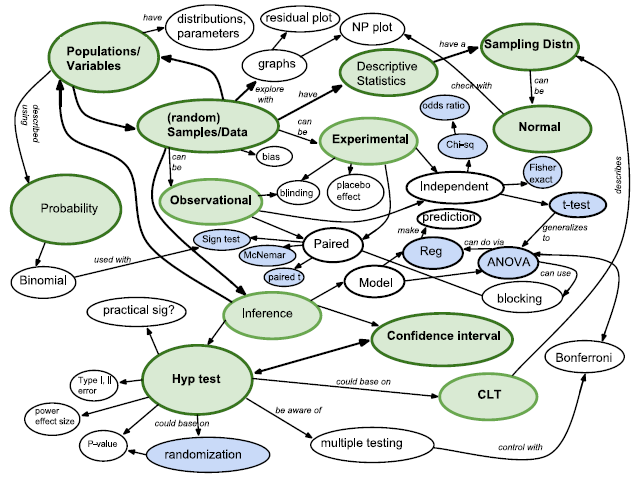 have
distributions,
parameters
residual plot
NP plot
Populations/
Variables
graphs
have a
Sampling Distn
Descriptive
Statistics
explore
with
have
check with
can
be
odds ratio
(random)
Samples/Data
can
be
Normal
described
using
Experimental
Chi-sq
can
be
bias
Fisher
exact
describes
Independent
blinding
placebo
effect
Probability
Observational
t-test
prediction
make
generalizes
to
Sign test
Paired
McNemar
Reg
can do via
ANOVA
used with
paired t
can use
Binomial
Model
blocking
practical sig?
Inference
Confidence interval
Bonferroni
Type I, II
error
Hyp test
could base on
CLT
power
effect size
be aware of
could base on
P-value
randomization
multiple testing
control with